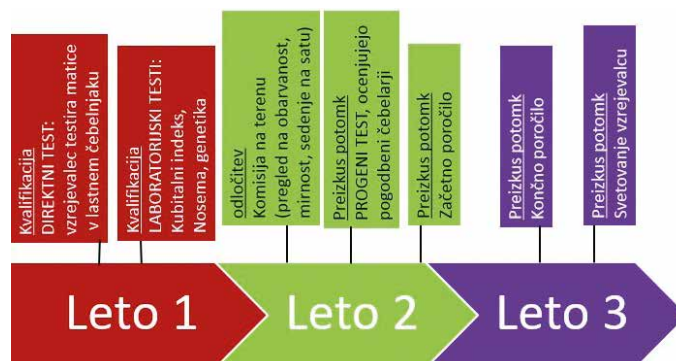 Kvalifikacija
DIREKTNI TEST:
vzrejevalec testira matice
v lastnem čebelnjaku
Kvalifikacija
LABORATORIJSKI TESTI:
Kubitalni indeks,
Nosema, genetika
odločitev
Komisija na terenu
(pregled na obarvanost,
mirnost, sedenje na satu)
Preizkus potomk
PROGENI TEST, ocenjujejo
pogodbeni čebelarji
Preizkus potomk
Začetno poročilo
Preizkus potomk
Končno poročilo
Preizkus potomk
Svetovanje vzrejevalcu
Leto 1
Leto 2
Leto 3